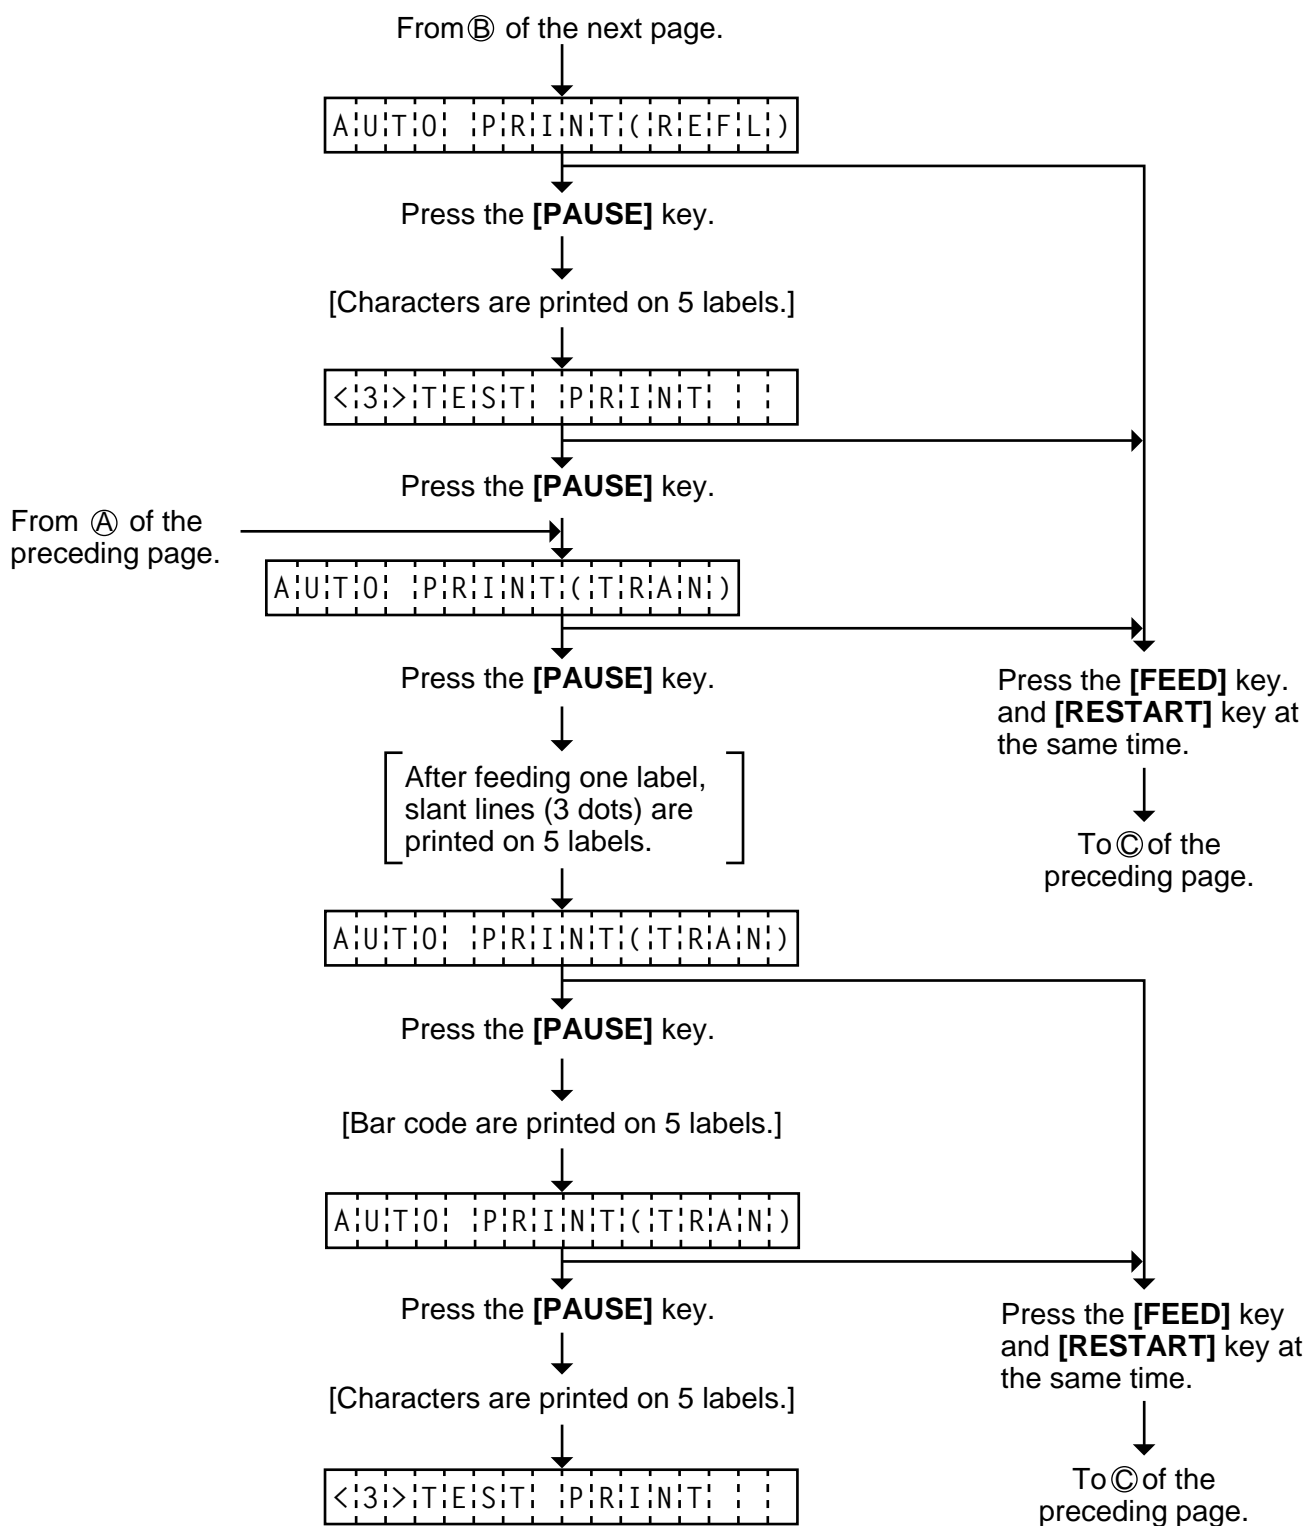 From Ⓑ of the next page.
AUTO PRINT(REFL)
Press the [PAUSE] key.
[Characters are printed on 5 labels.]
<3>TEST PRINT
Press the [PAUSE] key.
From Ⓐ of the
preceding page.
AUTO PRINT(TRAN)
Press the [PAUSE] key.
Press the [FEED] key.
and [RESTART] key at
the same time.
To Ⓒ of the
preceding page.
After feeding one label,
slant lines (3 dots) are
printed on 5 labels.
AUTO PRINT(TRAN)
Press the [PAUSE] key.
[Bar code are printed on 5 labels.]
AUTO PRINT(TRAN)
Press the [PAUSE] key.
Press the [FEED] key
and [RESTART] key at
the same time.
To Ⓒ of the
preceding page.
[Characters are printed on 5 labels.]
<3>TEST PRINT